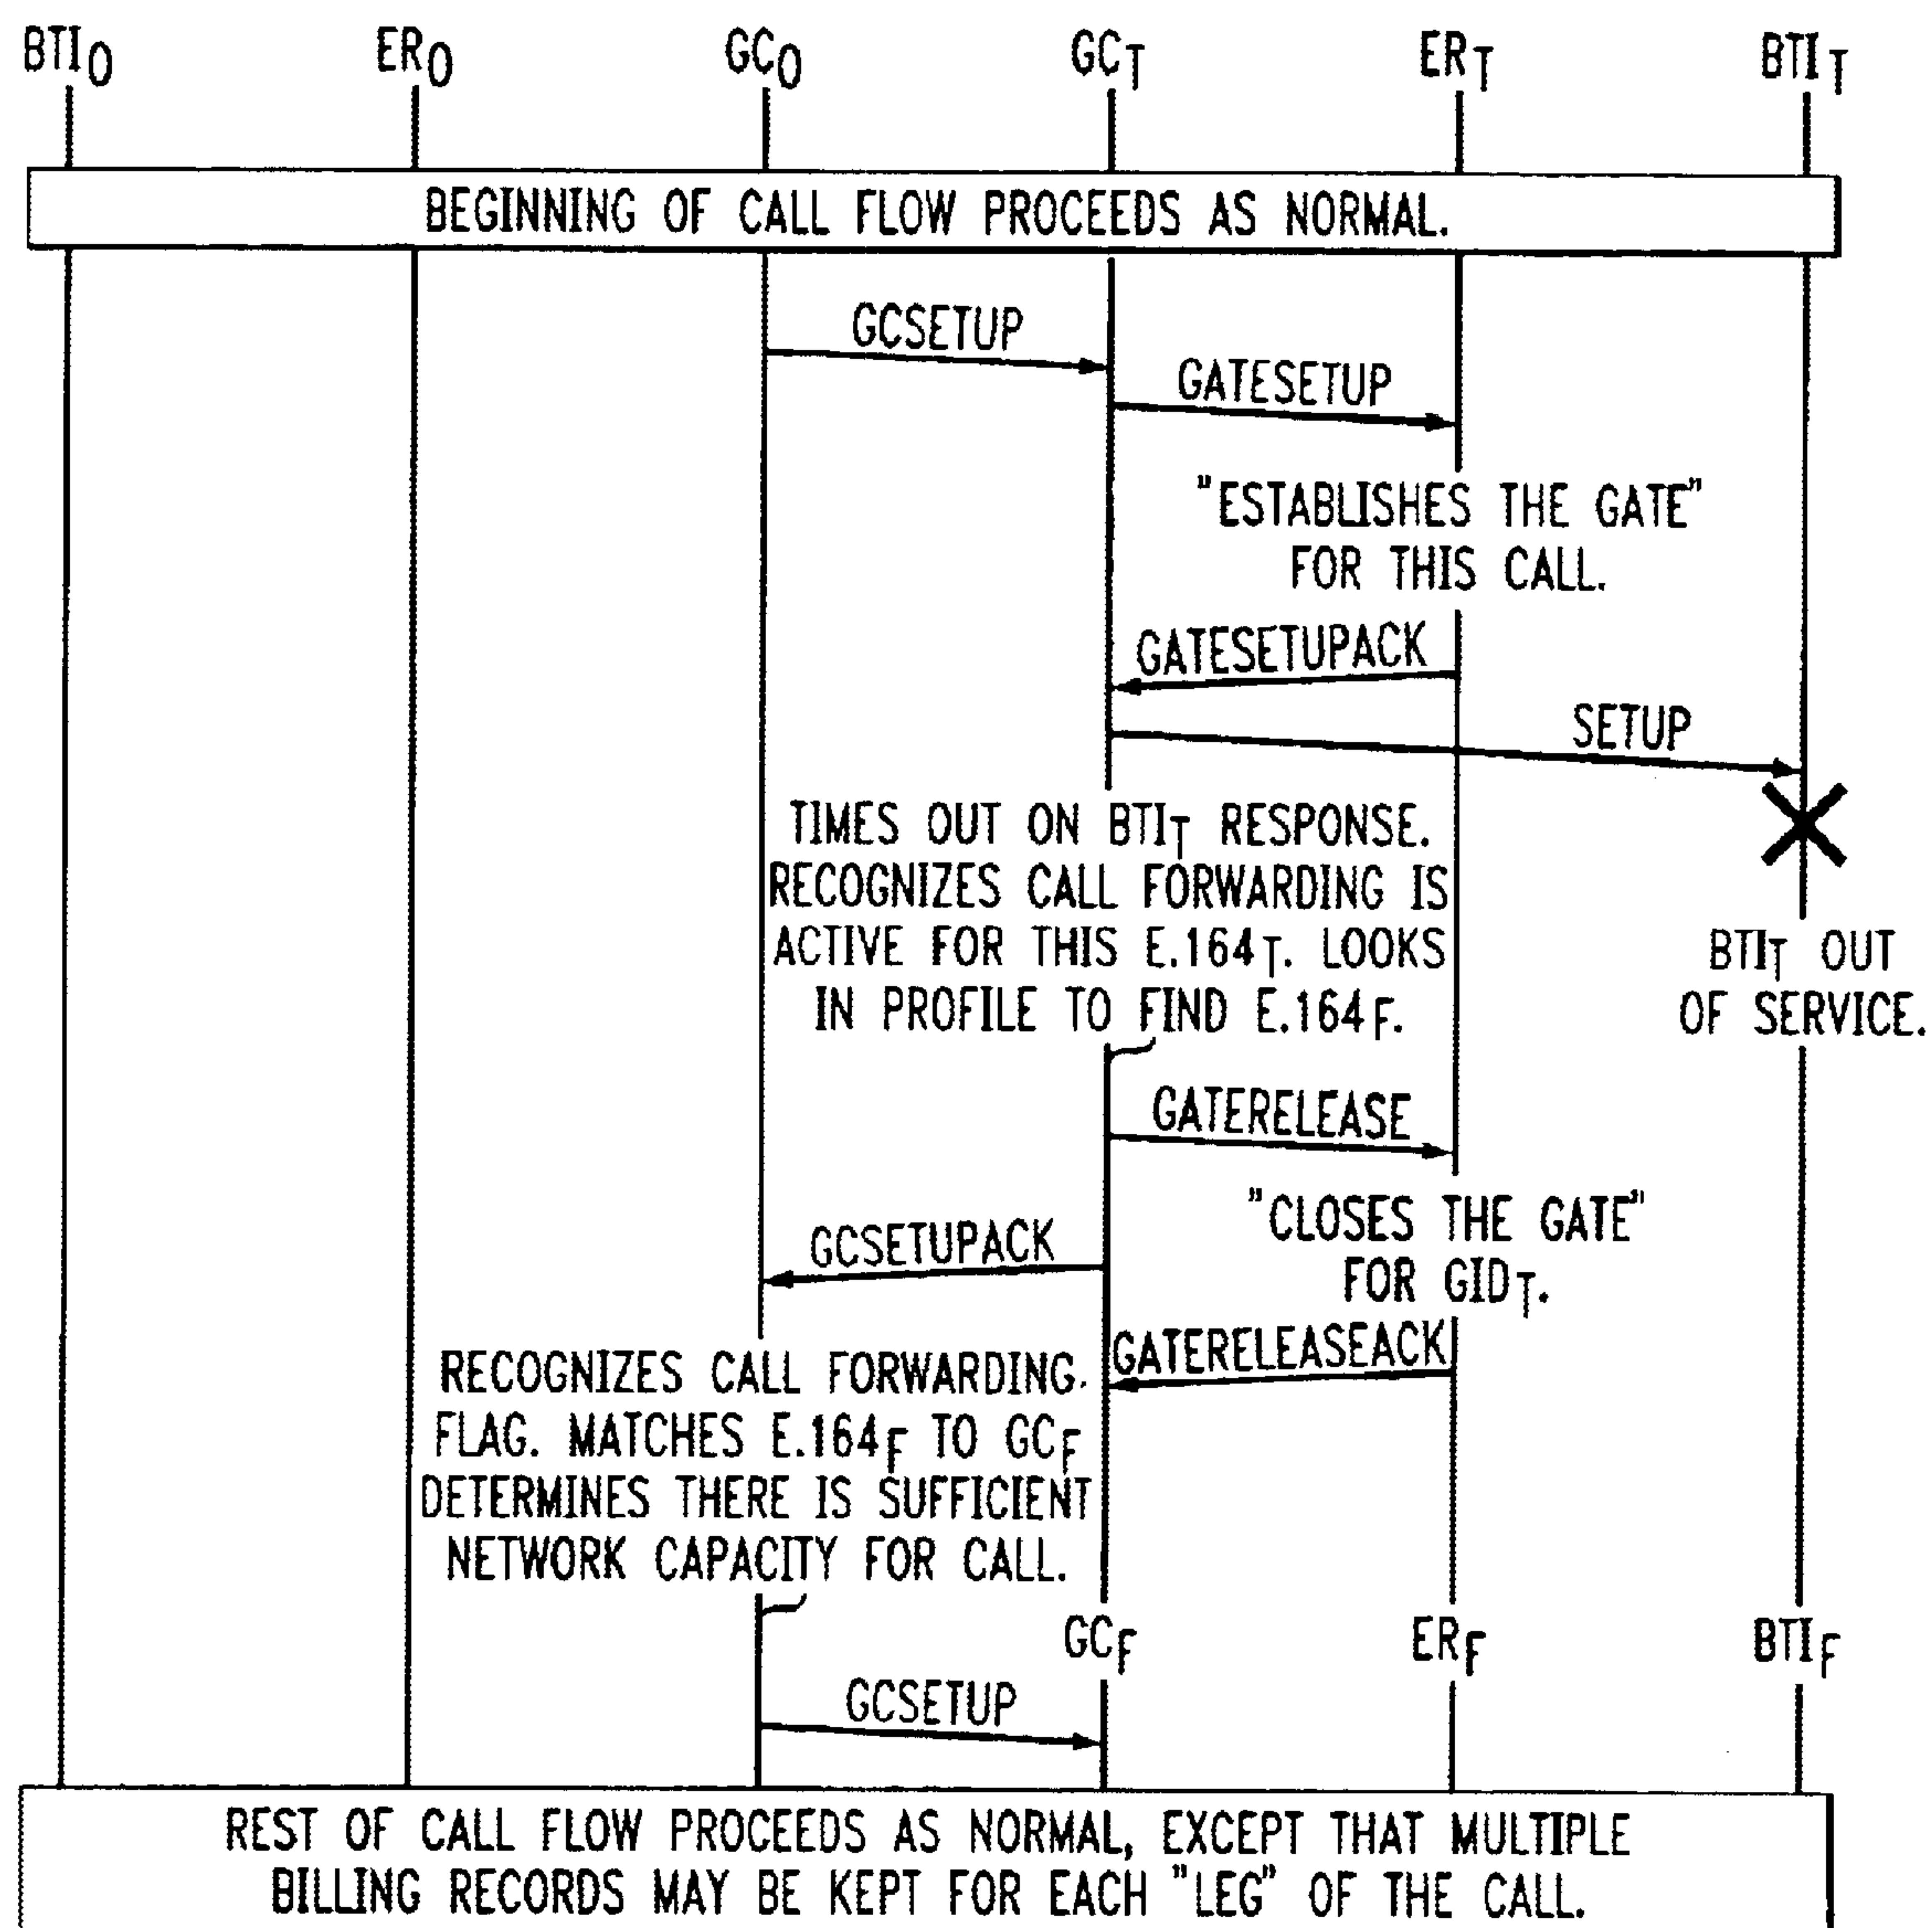 BTIO ERO GCO GCT ERT BTIT
BEGINNING OF CALL FLOW PROCEEDS AS NORMAL.
GCSETUP
GATESETUP
"ESTABLISHES THE GATE"
FOR THIS CALL.
GATESETUPACK
SETUP
TIMES OUT ON BTIT RESPONSE.
RECOGNIZES CALL FORWARDING IS
ACTIVE FOR THIS E.164T. LOOKS
IN PROFILE TO FIND E.164F.
BTIT OUT
OF SERVICE.
GATERELEASE
"CLOSES THE GATE"
FOR GIDT.
GCSETUPACK
GATERELEASEACK
RECOGNIZES CALL FORWARDING.
FLAG. MATCHES E.164F TO GCF
DETERMINES THERE IS SUFFICIENT
NETWORK CAPACITY FOR CALL.
GCF ERF BTIF
GCSETUP
REST OF CALL FLOW PROCEEDS AS NORMAL, EXCEPT THAT MULTIPLE
BILLING RECORDS MAY BE KEPT FOR EACH "LEG" OF THE CALL.